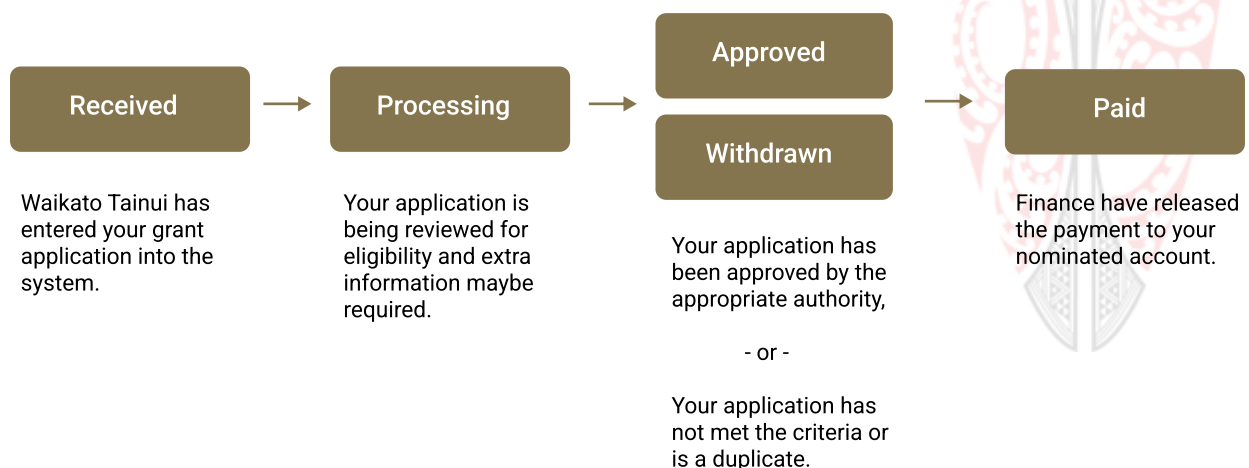 Received
Waikato Tainui has
entered your grant
application into the
system.
Processing
Your application is
being reviewed for
eligibility and extra
information maybe
required.
Approved
Withdrawn
Your application has
been approved by the
appropriate authority,
- or -
Your application has
not met the criteria or
is a duplicate.
Paid
Finance have released
the payment to your
nominated account.